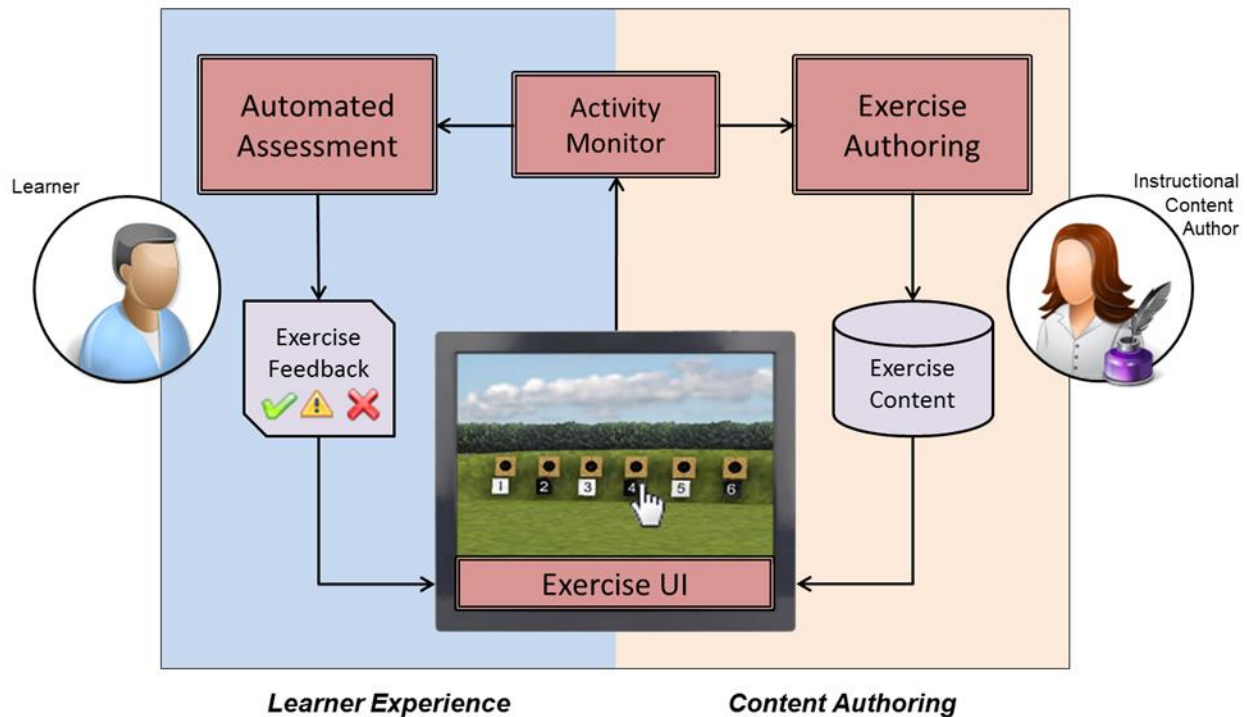 Automated
Assessment
Activity
Monitor
Exercise
Authoring
Learner
Instructional
Content
Author
Exercise
Feedback
Exercise
Content
1 2 3 4 5 6
Exercise UI
Learner Experience
Content Authoring